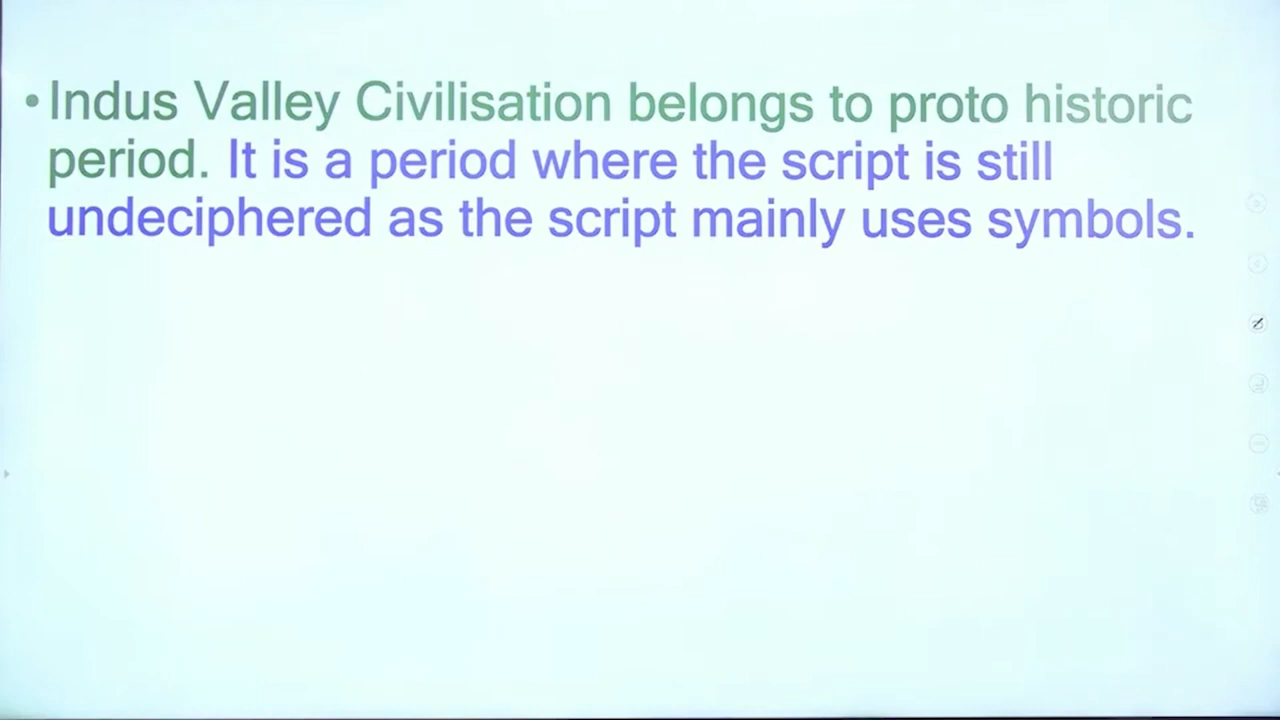 •Indus Valley Civilisation belongs to proto historic
period. It is a period where the script is still
undeciphered as the script mainly uses symbols.